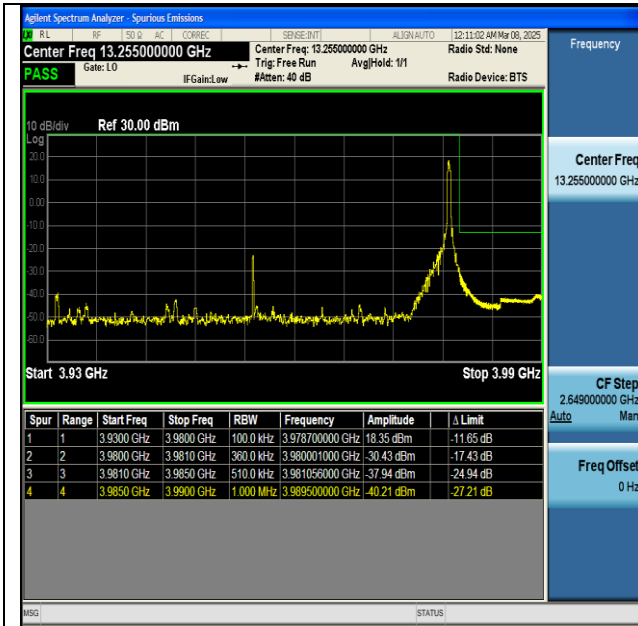 Agilent Spectrum Analyzer - Spurious Emissions
RL RF 50 Ω AC CORREC SENSE:INT ALIGN AUTO 12:11:02 AM Mar 08, 2025
Center Freq 13.255000000 GHz Center Freq: 13.255000000 GHz Radio Std: None
Trig: Free Run Avg|Hold: 1/1
PASS Gate: LO IFGain:Low #Atten: 40 dB Radio Device: BTS
Frequency
10 dB/div Ref 30.00 dBm
Log
20.0
10.0
0.00
-10.0
-20.0
-30.0
-40.0
-50.0
-60.0
Start 3.93 GHz Stop 3.99 GHz
Center Freq
13.255000000 GHz
CF Step
2.649000000 GHz
Auto Man
Freq Offset
0 Hz
Spur Range Start Freq Stop Freq RBW Frequency Amplitude Δ Limit
1 1 3.9300 GHz 3.9800 GHz 100.0 kHz 3.978700000 GHz 18.35 dBm -11.65 dB
2 2 3.9800 GHz 3.9810 GHz 360.0 kHz 3.980001000 GHz -30.43 dBm -17.43 dB
3 3 3.9810 GHz 3.9850 GHz 510.0 kHz 3.981056000 GHz -37.94 dBm -24.94 dB
4 4 3.9850 GHz 3.9900 GHz 1.000 MHz 3.989500000 GHz -40.21 dBm -27.21 dB
MSG STATUS